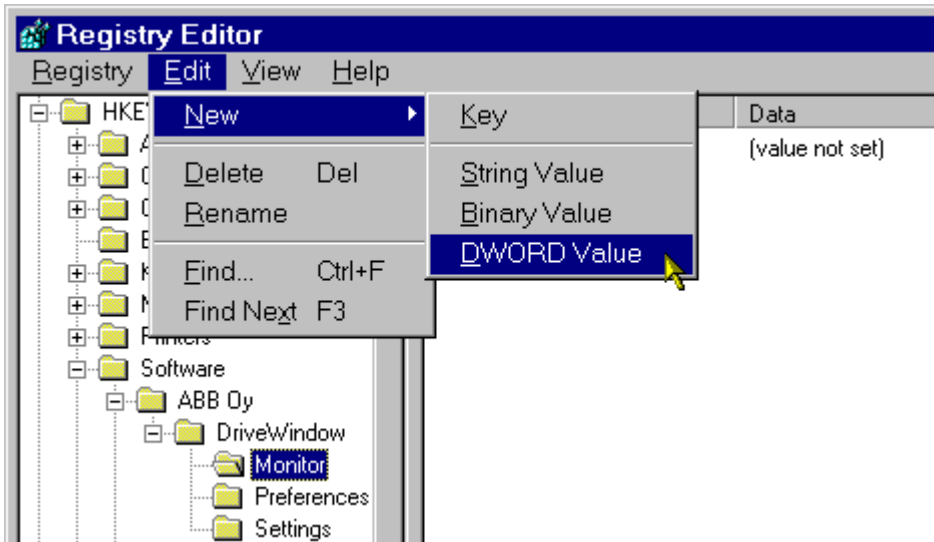 Registry Editor
Registry Edit View Help
HKE
New
Key
Data
(value not set)
Delete Del
String Value
Rename
Binary Value
DWORD Value
Find... Ctrl+F
Find Next F3
Printers
Software
ABB Oy
DriveWindow
Monitor
Preferences
Settings